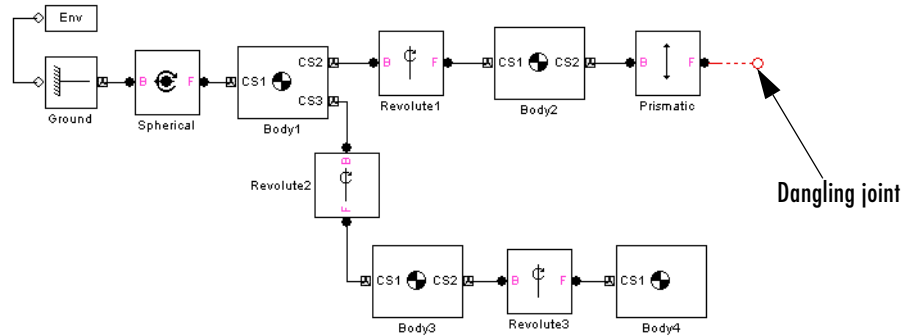 Env
Ground
B F
Spherical
CS1 CS2
CS3
Body1
B F
Revolute1
CS1 CS2
Body2
B F
Prismatic
Dangling joint
B
F
Revolute2
CS1 CS2
Body3
B F
Revolute3
CS1
Body4